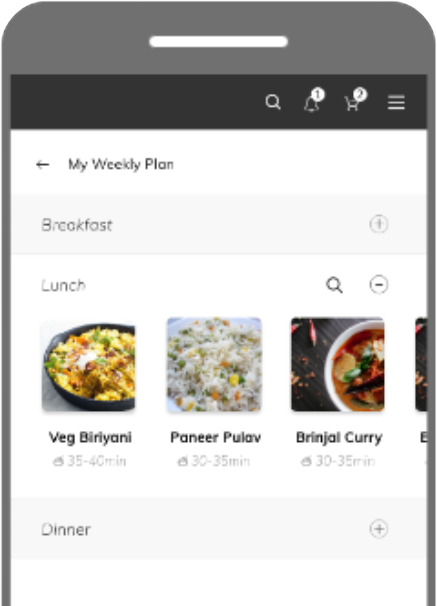 1 2
My Weekly Plan
Breakfast
Lunch
Veg Biriyani Paneer Pulav Brinjal Curry
35-40min 30-35min 30-35min
Dinner